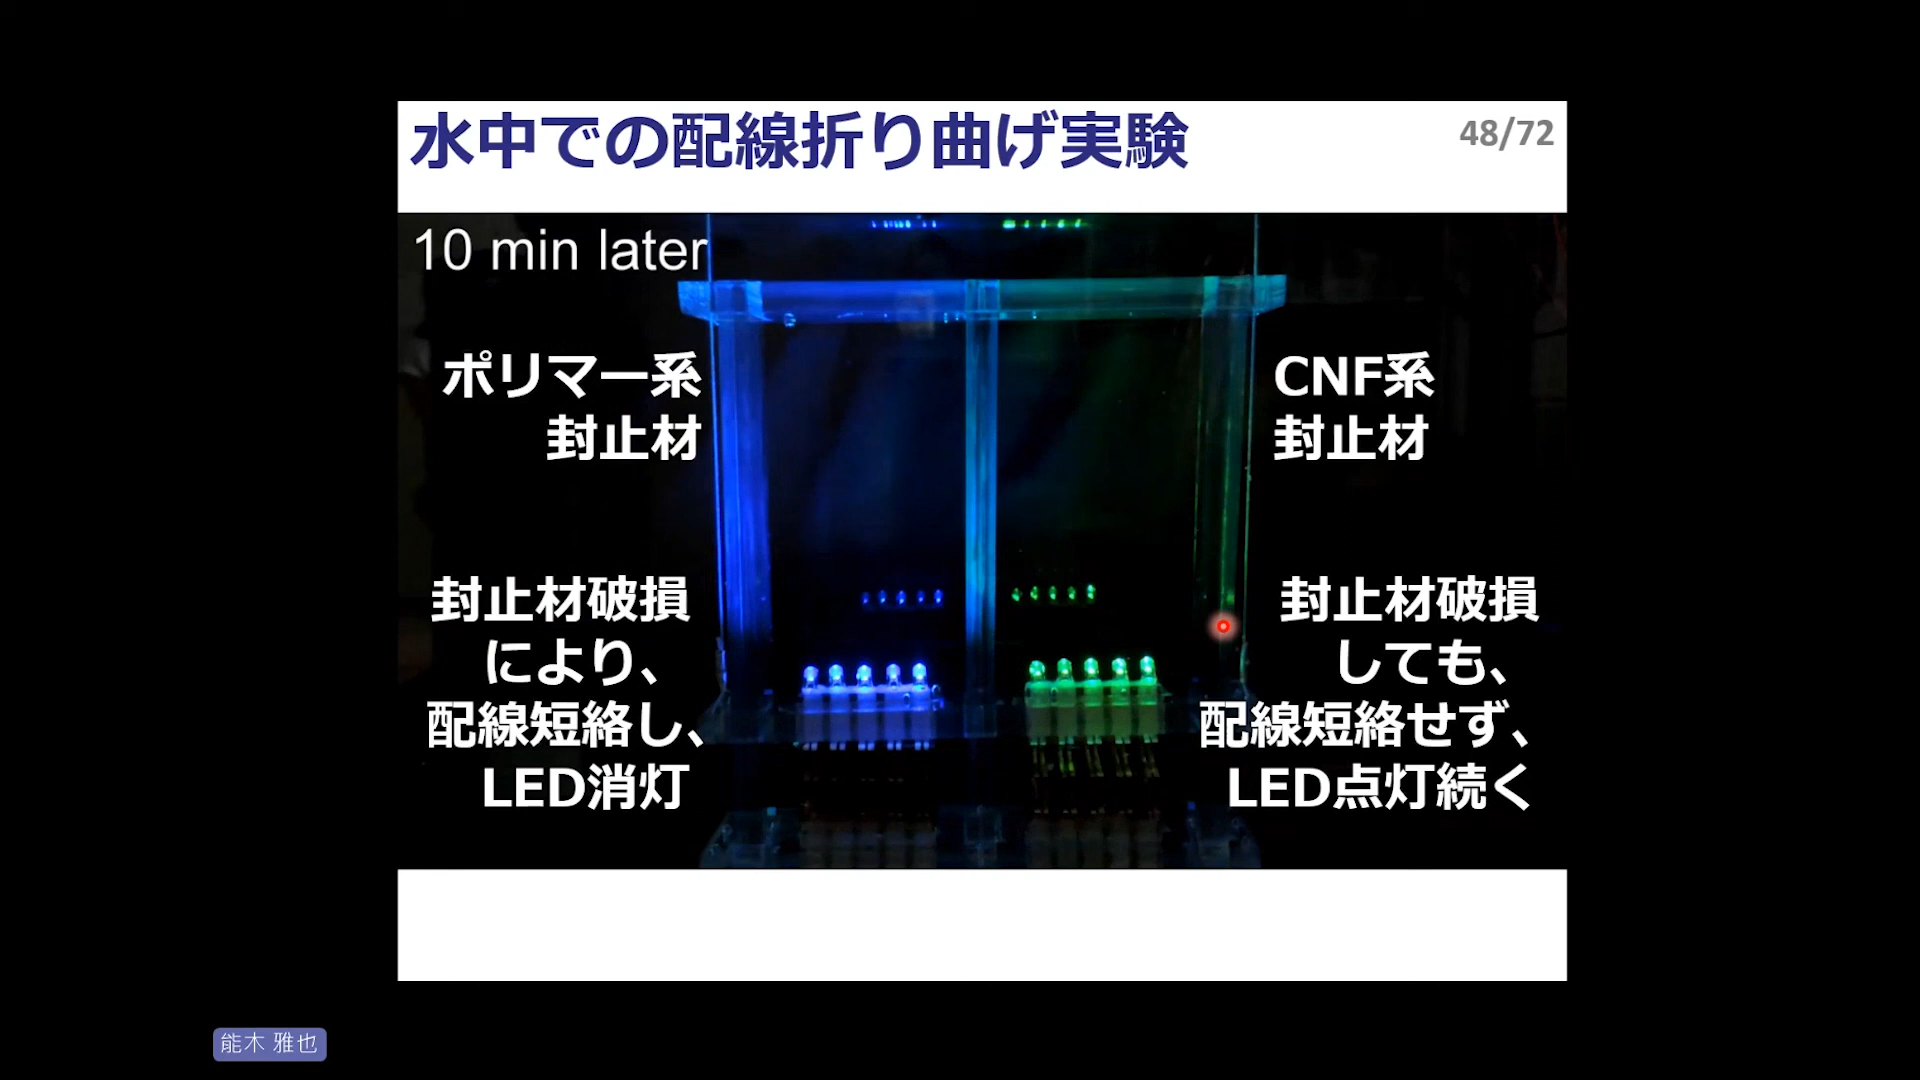 水中での配線折り曲げ実験
48/72
10 min later
ポリマー系
封止材
CNF系
封止材
封止材破損
により、
配線短絡し、
LED消灯
封止材破損
しても、
配線短絡せず、
LED点灯続く
能木 雅也